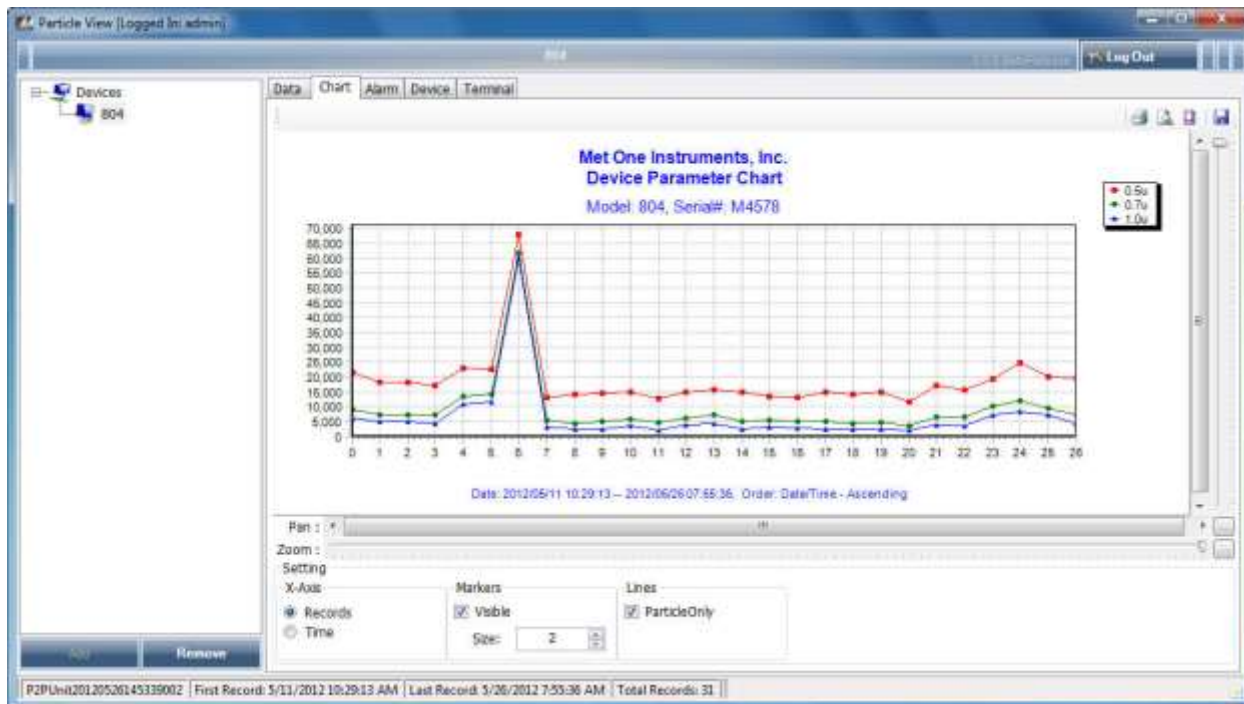 Particle View [Logged In: admin]
804
Log Out
Devices
804
Data Chart Alarm Device Terminal
Met One Instruments, Inc.
Device Parameter Chart
Model: 804, Serial#: M4578
0.5u
0.7u
1.0u
70,000
65,000
60,000
55,000
50,000
45,000
40,000
35,000
30,000
25,000
20,000
15,000
10,000
5,000
0
0 1 2 3 4 5 6 7 8 9 10 11 12 13 14 15 16 17 18 19 20 21 22 23 24 25 26
Date: 2012/05/11 10:29:13 -- 2012/05/26 07:55:36, Order: Date/Time - Ascending
Pan :
Zoom :
Setting
X-Axis Markers Lines
Records Visible ParticleOnly
Time Size: 2
Add Remove
P2PUnit20120526145339002 First Record: 5/11/2012 10:29:13 AM Last Record: 5/26/2012 7:55:36 AM Total Records: 31